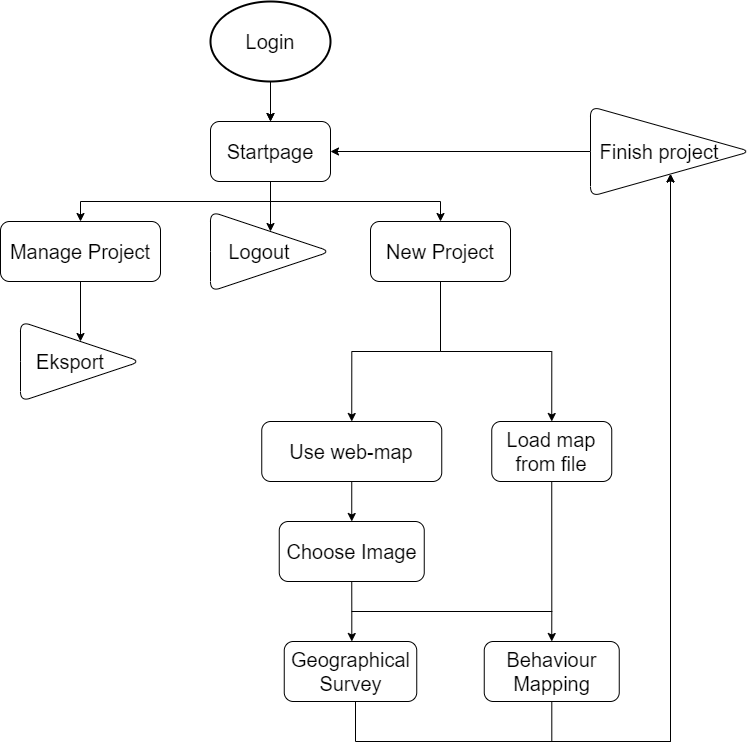 Login
Startpage
Finish project
Manage Project
Logout
New Project
Eksport
Use web-map
Load map
from file
Choose Image
Geographical
Survey
Behaviour
Mapping